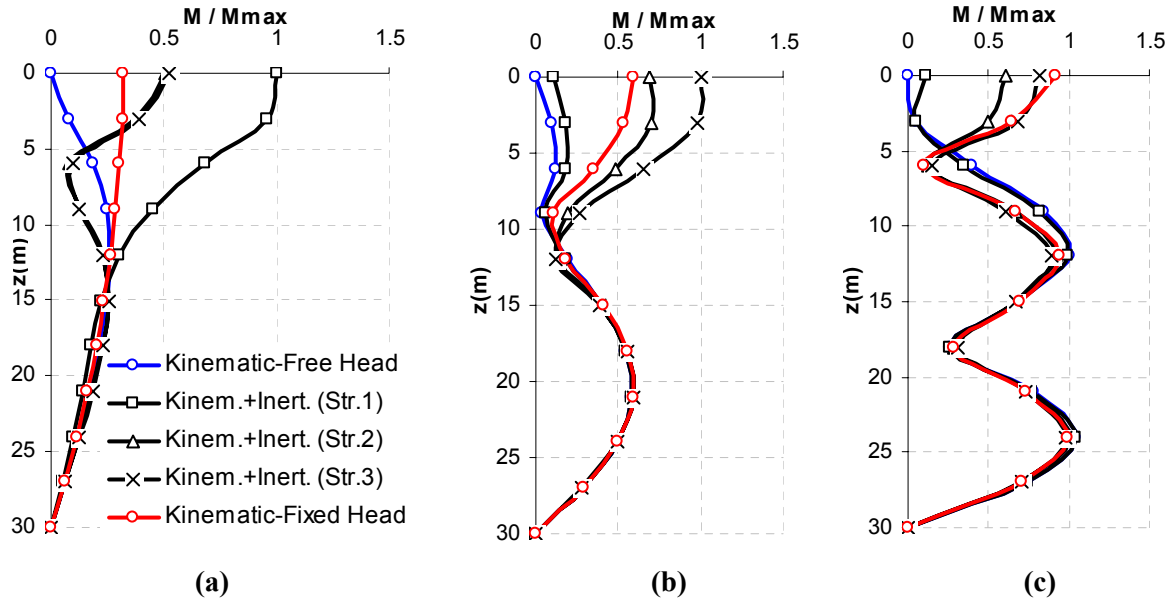 M / Mmax
0 0.5 1 1.5
0
5
10
15
20
25
30
z(m)
Kinematic-Free Head
Kinem.+Inert. (Str.1)
Kinem.+Inert. (Str.2)
Kinem.+Inert. (Str.3)
Kinematic-Fixed Head
(a)
M / Mmax
0 0.5 1 1.5
0
5
10
15
20
25
30
z(m)
(b)
M / Mmax
0 0.5 1 1.5
0
5
10
15
20
25
30
z(m)
(c)